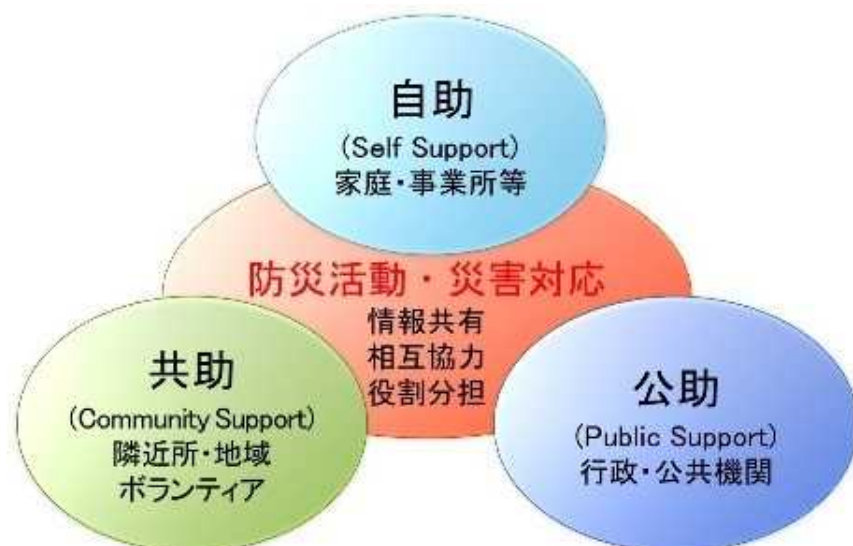 自助
(Self Support)
家庭・事業所等
防災活動・災害対応
情報共有
相互協力
役割分担
共助
(Community Support)
隣近所・地域
ボランティア
公助
(Public Support)
行政・公共機関